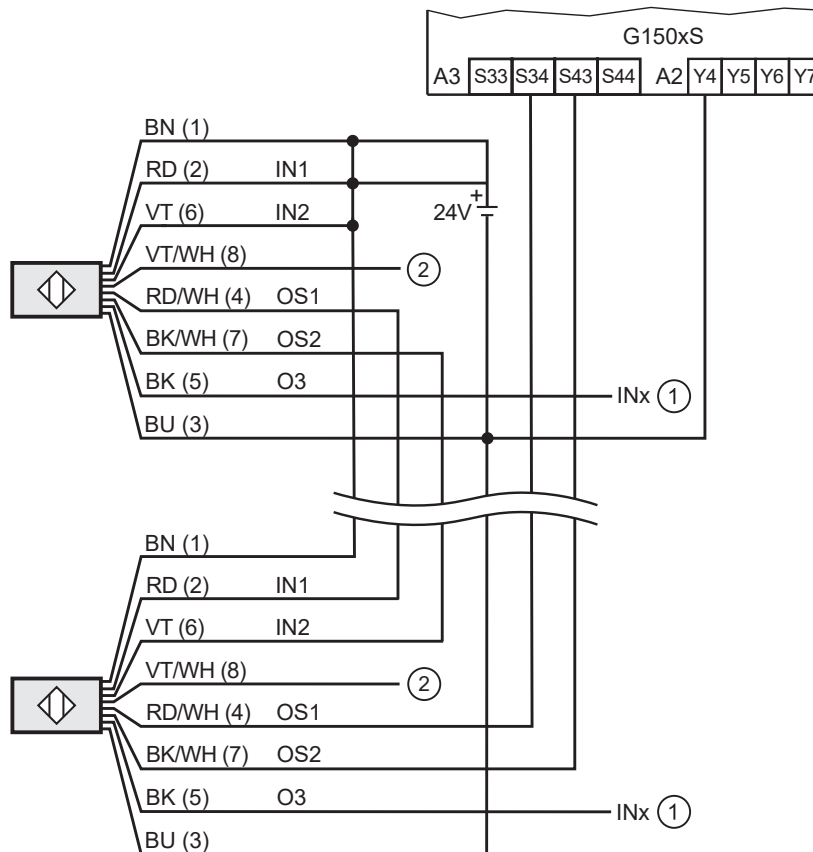 G150xS
A3 S33 S34 S43 S44 A2 Y4 Y5 Y6 Y7
BN (1)
RD (2) IN1
24V +
VT (6) IN2
VT/WH (8) 2
RD/WH (4) OS1
BK/WH (7) OS2
BK (5) O3 INx 1
BU (3)
BN (1)
RD (2) IN1
VT (6) IN2
VT/WH (8) 2
RD/WH (4) OS1
BK/WH (7) OS2
BK (5) O3 INx 1
BU (3)